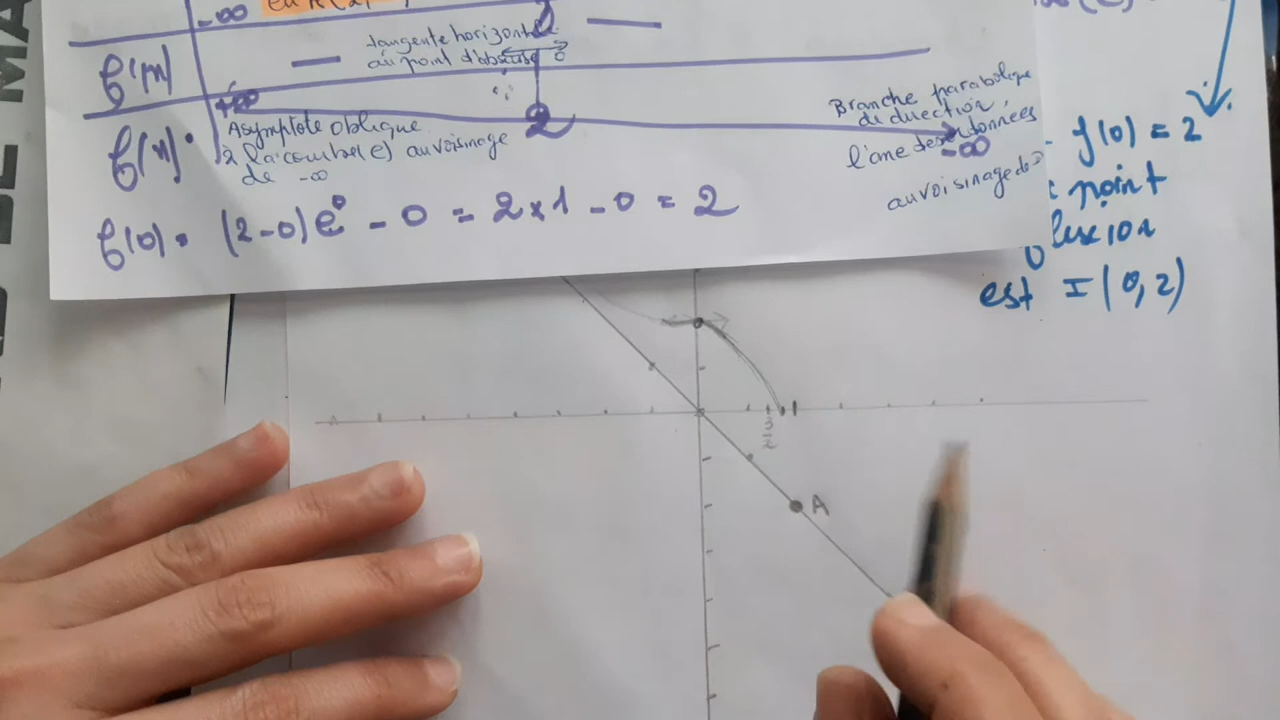 -∞
f'(x)
— tangente horizontale —
au point d'abscisse 0
f(x)
+∞
2
-∞
Asymptote oblique
à la courbe (C) au voisinage
de -∞
Branche parabolique
de direction
l'axe des ordonnées
au voisinage de
f(0) = (2-0)e⁰ - 0 = 2×1 - 0 = 2
f(0) = 2
point
flexion
est I(0,2)
1
3/2
A